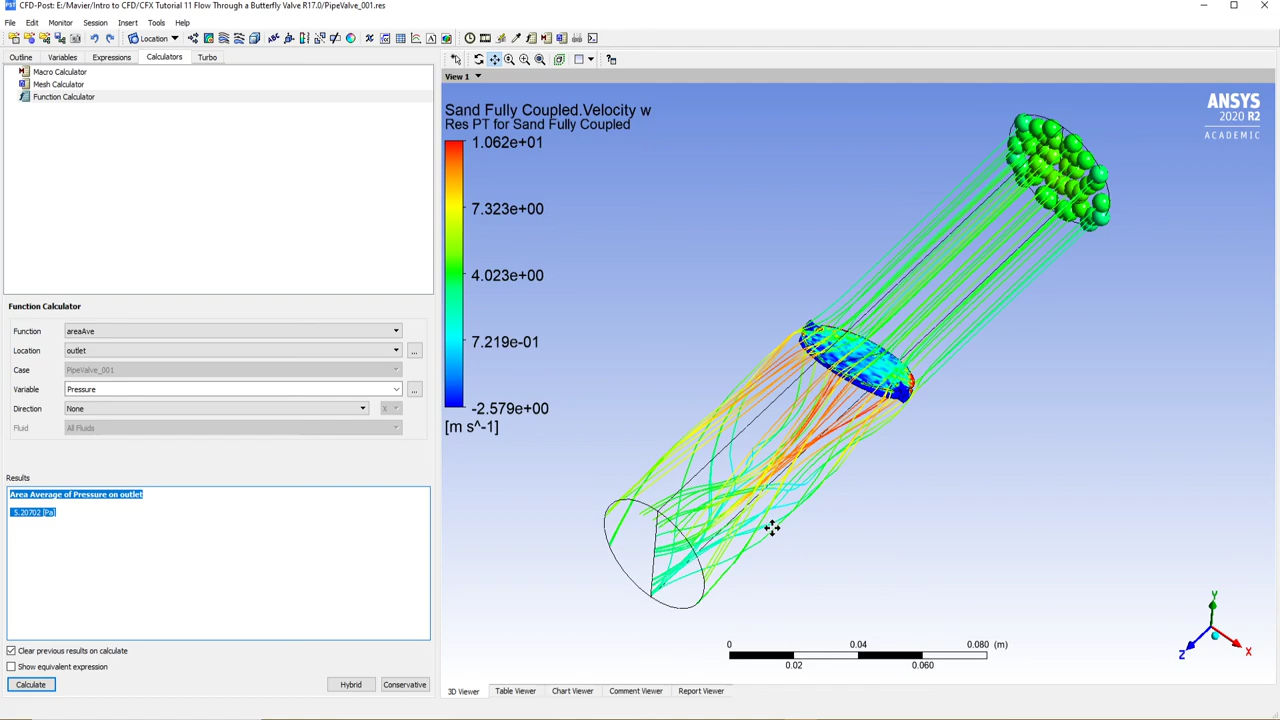 CFD-Post: E:/Mavier/Intro to CFD/CFX Tutorial 11 Flow Through a Butterfly Valve R17.0/PipeValve_001.res
File Edit Monitor Session Insert Tools Help
Location
Outline Variables Expressions Calculators Turbo
Macro Calculator
Mesh Calculator
Function Calculator
Function Calculator
Function areaAve
Location outlet ...
Case PipeValve_001
Variable Pressure ...
Direction None x
Fluid All Fluids
Results
Area Average of Pressure on outlet
5.20702 [Pa]
Clear previous results on calculate
Show equivalent expression
Calculate Hybrid Conservative
View 1
Sand Fully Coupled.Velocity w
Res PT for Sand Fully Coupled
1.062e+01
7.323e+00
4.023e+00
7.219e-01
-2.579e+00
[m s^-1]
ANSYS
2020 R2
ACADEMIC
0 0.04 0.080 (m)
0.02 0.060
Y
Z X
3D Viewer Table Viewer Chart Viewer Comment Viewer Report Viewer